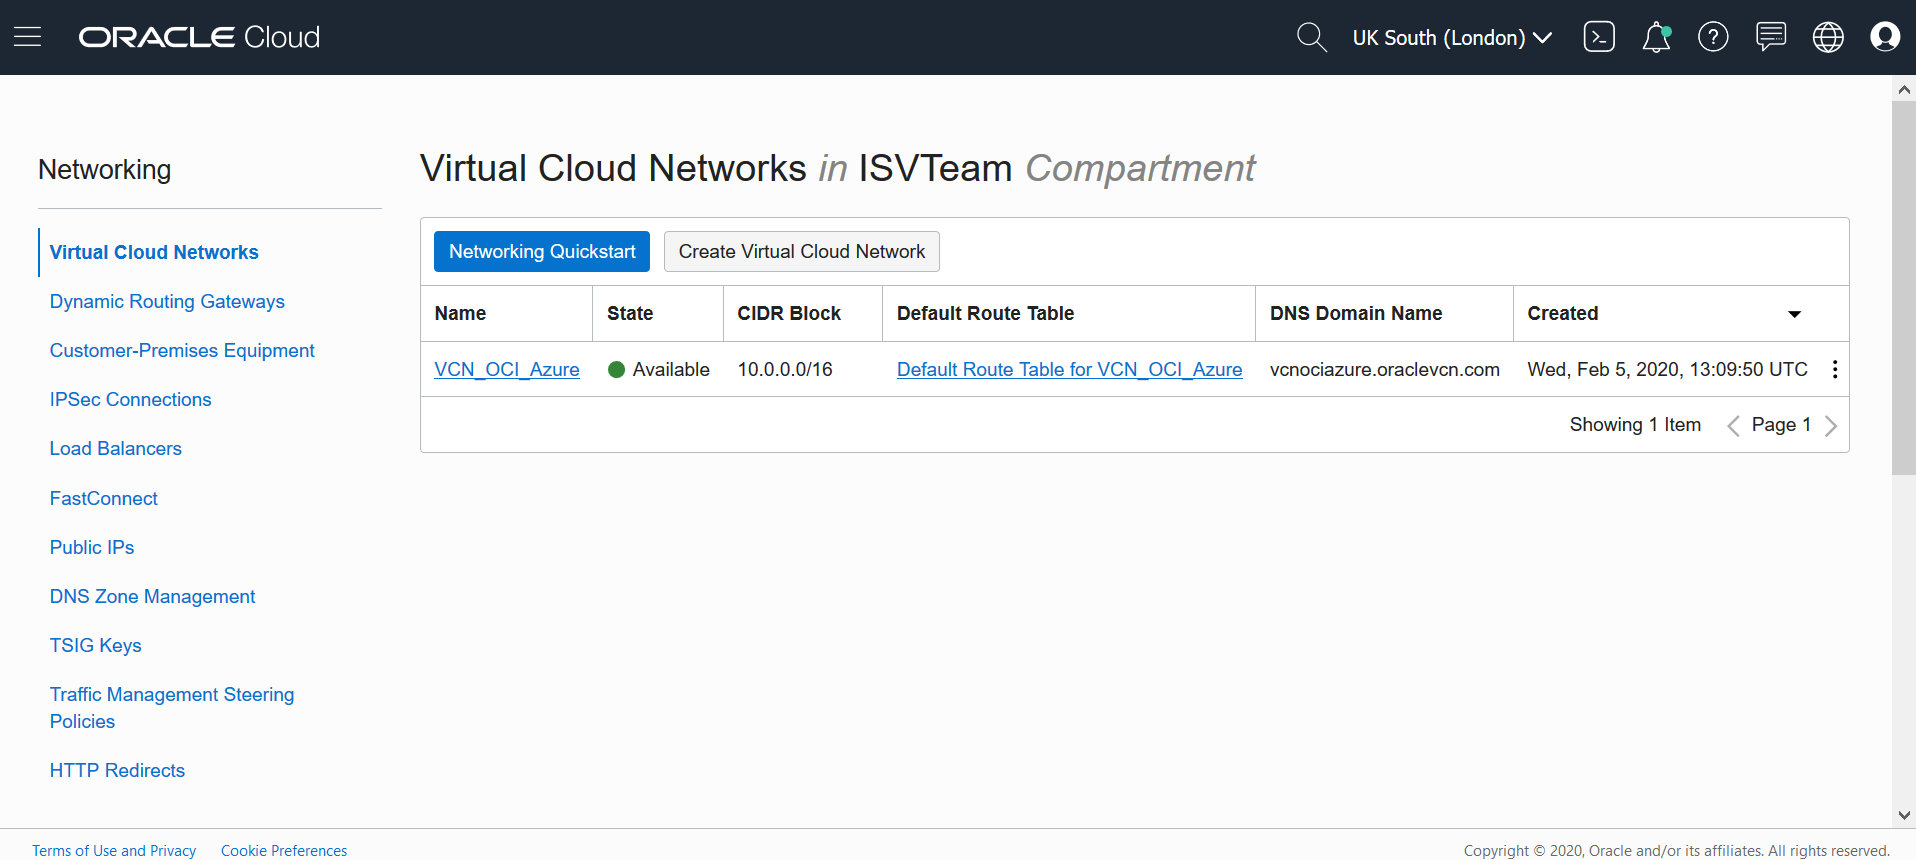 ORACLE Cloud
UK South (London)
Networking
Virtual Cloud Networks
Dynamic Routing Gateways
Customer-Premises Equipment
IPSec Connections
Load Balancers
FastConnect
Public IPs
DNS Zone Management
TSIG Keys
Traffic Management Steering
Policies
HTTP Redirects
Virtual Cloud Networks in ISVTeam Compartment
Networking Quickstart Create Virtual Cloud Network
Name State CIDR Block Default Route Table DNS Domain Name Created
VCN_OCI_Azure Available 10.0.0.0/16 Default Route Table for VCN_OCI_Azure vcnociazure.oraclevcn.com Wed, Feb 5, 2020, 13:09:50 UTC
Showing 1 Item Page 1
Terms of Use and Privacy Cookie Preferences Copyright © 2020, Oracle and/or its affiliates. All rights reserved.